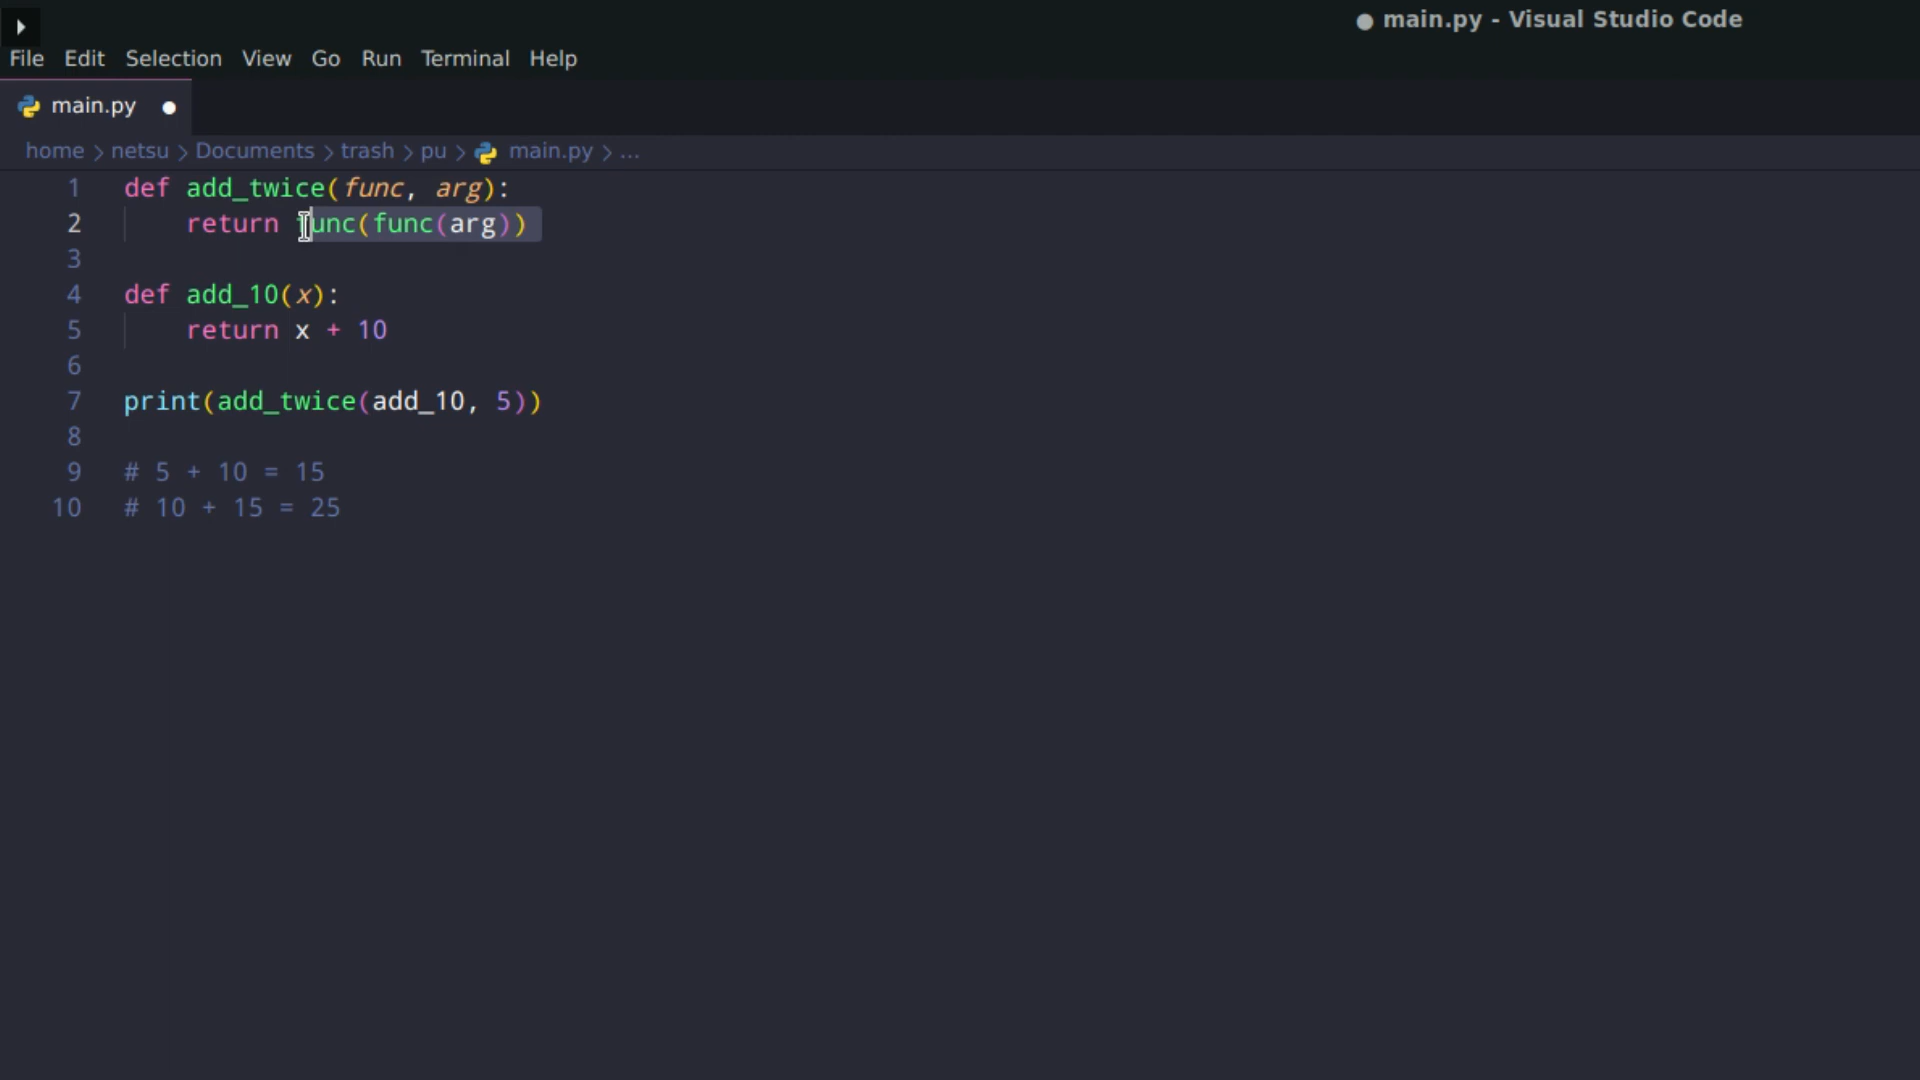 ● main.py - Visual Studio Code
File Edit Selection View Go Run Terminal Help
main.py ●
home > netsu > Documents > trash > pu > main.py > ...
1 def add_twice(func, arg):
2 return func(func(arg))
3
4 def add_10(x):
5 return x + 10
6
7 print(add_twice(add_10, 5))
8
9 # 5 + 10 = 15
10 # 10 + 15 = 25